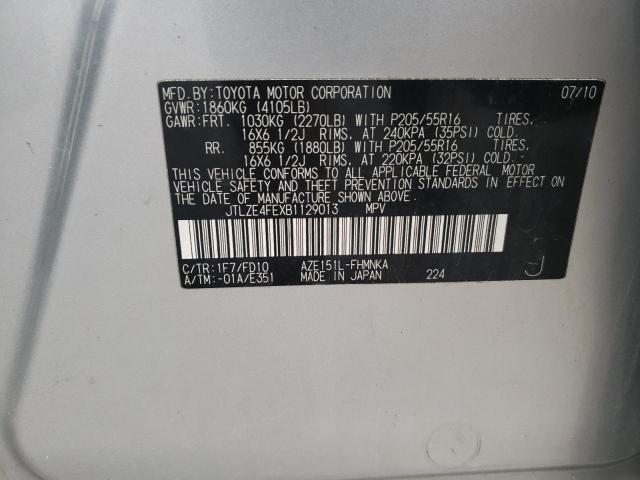 MFD.BY:TOYOTA MOTOR CORPORATION 07/10
GVWR:1860KG (4105LB)
GAWR:FRT. 1030KG (2270LB) WITH P205/55R16 TIRES.
16X6 1/2J RIMS. AT 240KPA (35PSI) COLD.
RR. 855KG (1880LB) WITH P205/55R16 TIRES.
16X6 1/2J RIMS. AT 220KPA (32PSI) COLD.
THIS VEHICLE CONFORMS TO ALL APPLICABLE FEDERAL MOTOR
VEHICLE SAFETY AND THEFT PREVENTION STANDARDS IN EFFECT ON
THE DATE OF MANUFACTURE SHOWN ABOVE.
JTLZE4FEXB1129013 MPV
C/TR:1F7/FD10 AZE151L-FHMNKA
A/TM:-01A/E351 MADE IN JAPAN 224 J